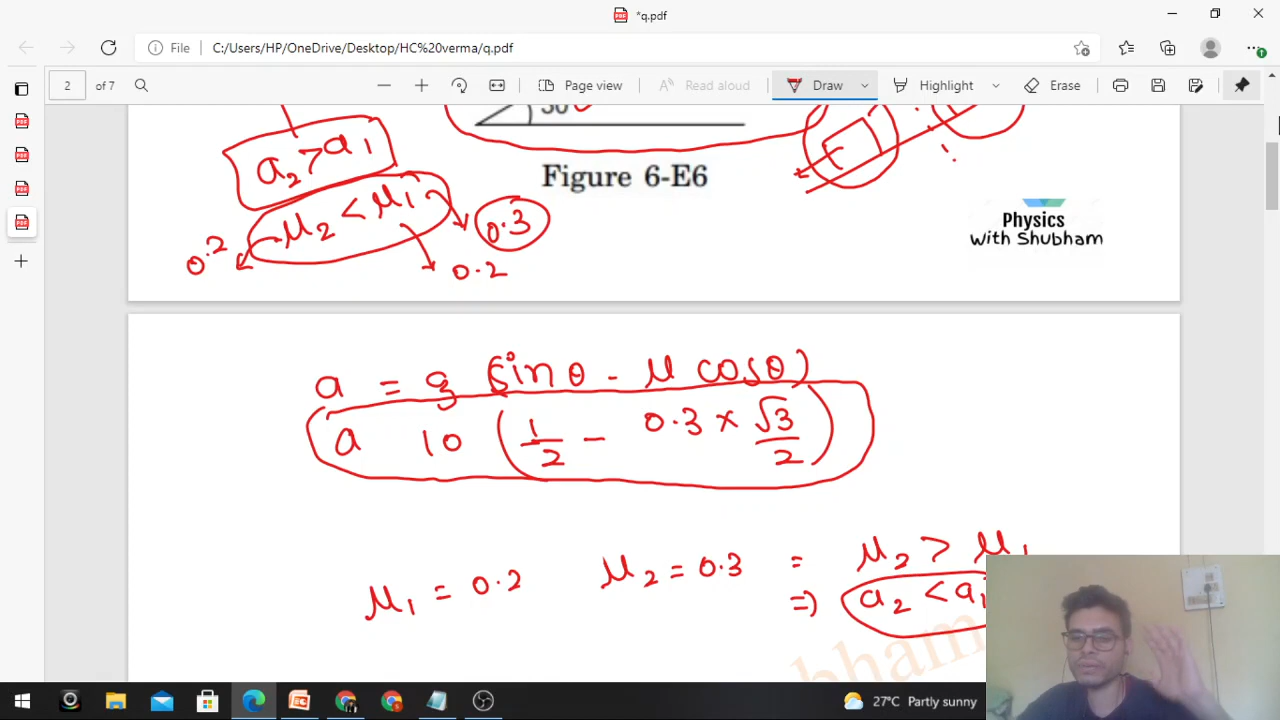 *q.pdf
File C:/Users/HP/OneDrive/Desktop/HC%20verma/q.pdf
2 of 7 Page view Read aloud Draw Highlight Erase
30
a₂ > a₁
Figure 6-E6
μ₂ < μ₁
0.3
0.2
0.2
Physics
With Shubham
a = g (sin θ - μ cos θ)
a 10 (1/2 - 0.3 × √3/2)
μ₁ = 0.2 μ₂ = 0.3 = μ₂ > μ₁
⇒) a₂ < a₁
bham
27°C Partly sunny